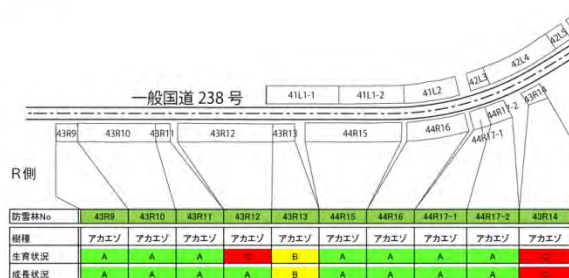 42L5
42L4
42L3
41L1-1 41L1-2 41L2
一般国道 238 号
43R14
44R17-2
44R17-1
43R9 43R10 43R11 43R12 43R13 44R15 44R16
R側
防雪林No 43R9 43R10 43R11 43R12 43R13 44R15 44R16 44R17-1 44R17-2 43R14
樹種 アカエゾ アカエゾ アカエゾ アカエゾ アカエゾ アカエゾ アカエゾ アカエゾ アカエゾ アカエゾ
生育状況 A A A C B A A A A C
成長状況 A A A A B A A A A C